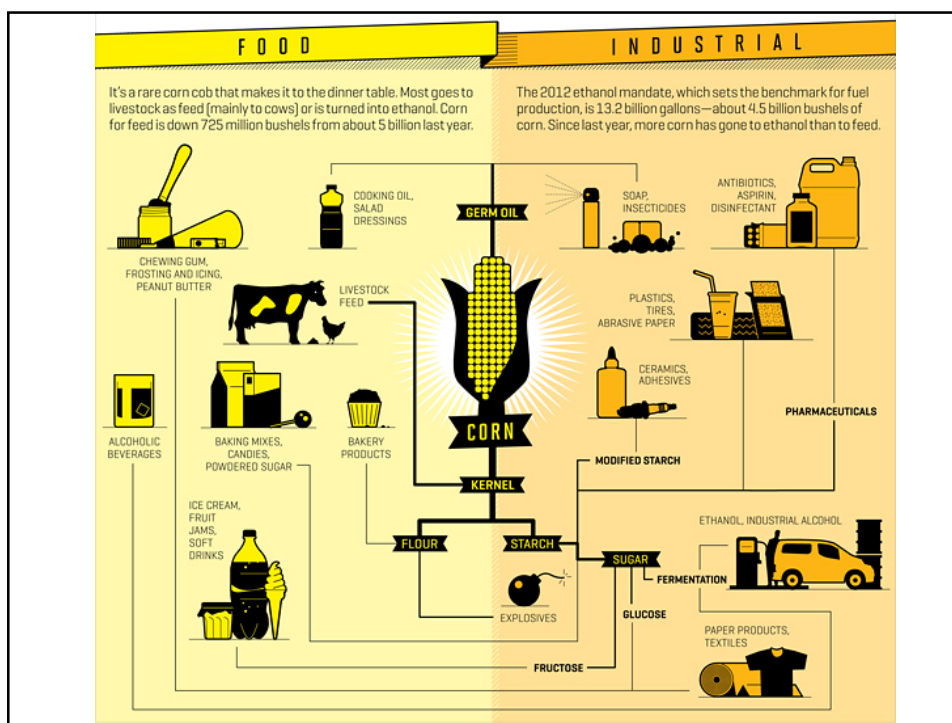 FOOD
INDUSTRIAL
It's a rare corn cob that makes it to the dinner table. Most goes to
livestock as feed (mainly to cows) or is turned into ethanol. Corn
for feed is down 725 million bushels from about 5 billion last year.
The 2012 ethanol mandate, which sets the benchmark for fuel
production, is 13.2 billion gallons—about 4.5 billion bushels of
corn. Since last year, more corn has gone to ethanol than to feed.
COOKING OIL,
SALAD
DRESSINGS
GERM OIL
SOAP,
INSECTICIDES
ANTIBIOTICS,
ASPIRIN,
DISINFECTANT
CHEWING GUM,
FROSTING AND ICING,
PEANUT BUTTER
LIVESTOCK
FEED
PLASTICS,
TIRES,
ABRASIVE PAPER
CERAMICS,
ADHESIVES
PHARMACEUTICALS
CORN
ALCOHOLIC
BEVERAGES
BAKING MIXES,
CANDIES,
POWDERED SUGAR
BAKERY
PRODUCTS
MODIFIED STARCH
KERNEL
ICE CREAM,
FRUIT
JAMS,
SOFT
DRINKS
FLOUR
STARCH
SUGAR
ETHANOL, INDUSTRIAL ALCOHOL
FERMENTATION
EXPLOSIVES
GLUCOSE
PAPER PRODUCTS,
TEXTILES
FRUCTOSE